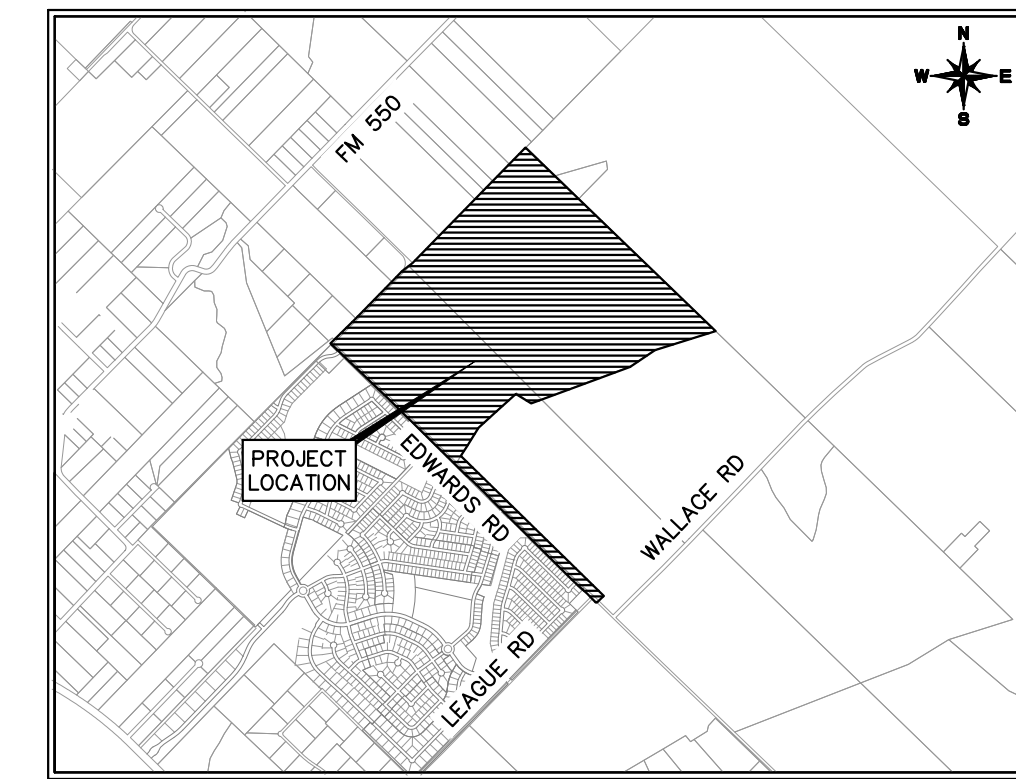 N
W E
S
FM 550
PROJECT
LOCATION
EDWARDS RD
WALLACE RD
LEAGUE RD